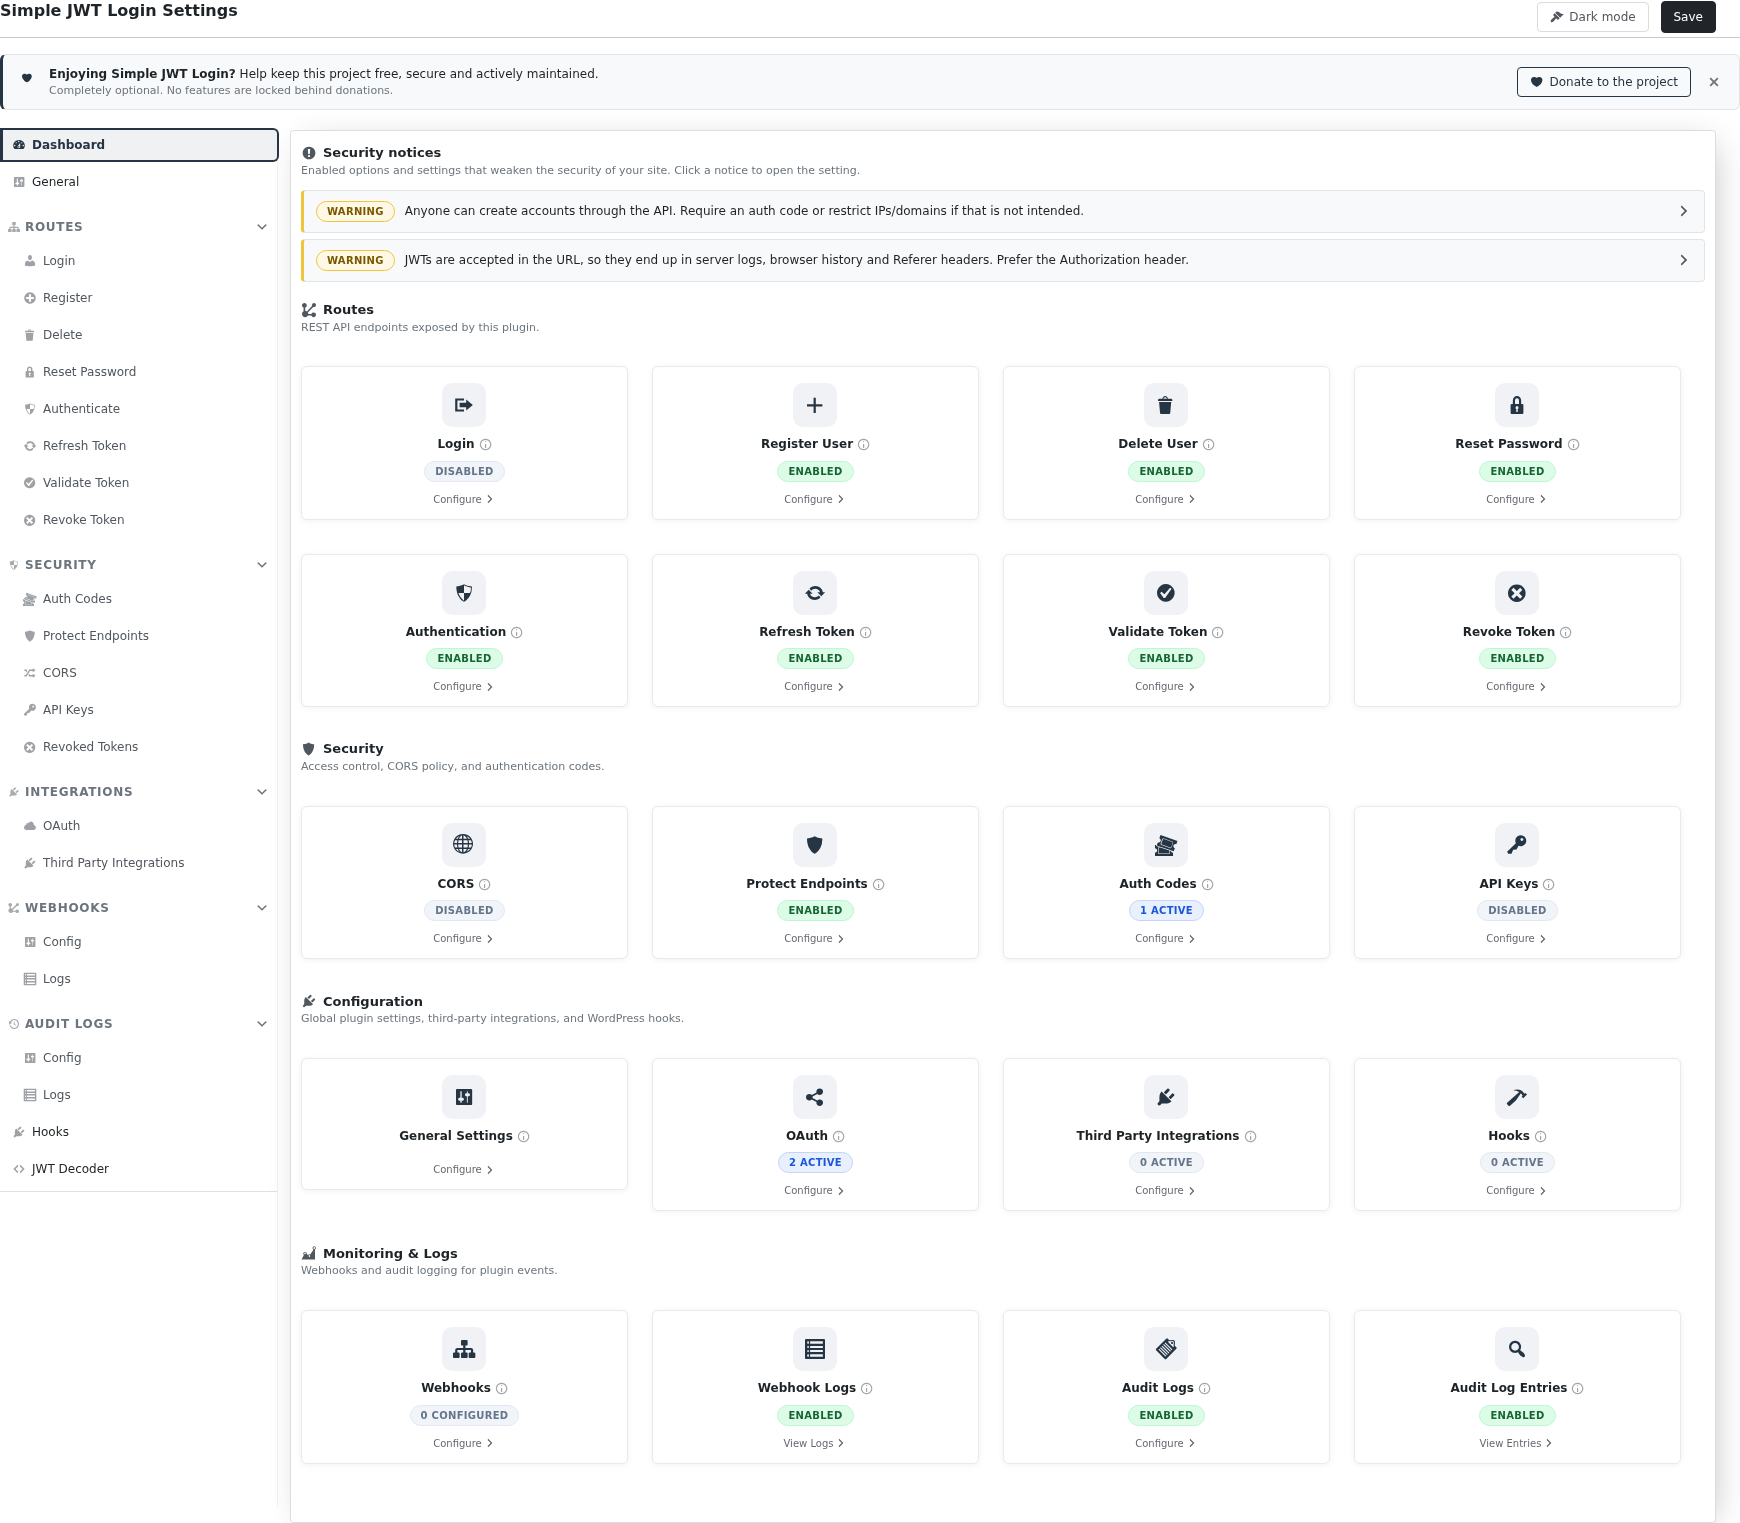 Simple JWT Login Settings
Dark mode
Save
Enjoying Simple JWT Login? Help keep this project free, secure and actively maintained.
Completely optional. No features are locked behind donations.
Donate to the project
Dashboard
General
ROUTES
Login
Register
Delete
Reset Password
Authenticate
Refresh Token
Validate Token
Revoke Token
SECURITY
Auth Codes
Protect Endpoints
CORS
API Keys
Revoked Tokens
INTEGRATIONS
OAuth
Third Party Integrations
WEBHOOKS
Config
Logs
AUDIT LOGS
Config
Logs
Hooks
JWT Decoder
Security notices
Enabled options and settings that weaken the security of your site. Click a notice to open the setting.
WARNING Anyone can create accounts through the API. Require an auth code or restrict IPs/domains if that is not intended.
WARNING JWTs are accepted in the URL, so they end up in server logs, browser history and Referer headers. Prefer the Authorization header.
Routes
REST API endpoints exposed by this plugin.
Login
DISABLED
Configure
Register User
ENABLED
Configure
Delete User
ENABLED
Configure
Reset Password
ENABLED
Configure
Authentication
ENABLED
Configure
Refresh Token
ENABLED
Configure
Validate Token
ENABLED
Configure
Revoke Token
ENABLED
Configure
Security
Access control, CORS policy, and authentication codes.
CORS
DISABLED
Configure
Protect Endpoints
ENABLED
Configure
Auth Codes
1 ACTIVE
Configure
API Keys
DISABLED
Configure
Configuration
Global plugin settings, third-party integrations, and WordPress hooks.
General Settings
Configure
OAuth
2 ACTIVE
Configure
Third Party Integrations
0 ACTIVE
Configure
Hooks
0 ACTIVE
Configure
Monitoring & Logs
Webhooks and audit logging for plugin events.
Webhooks
0 CONFIGURED
Configure
Webhook Logs
ENABLED
View Logs
Audit Logs
ENABLED
Configure
Audit Log Entries
ENABLED
View Entries